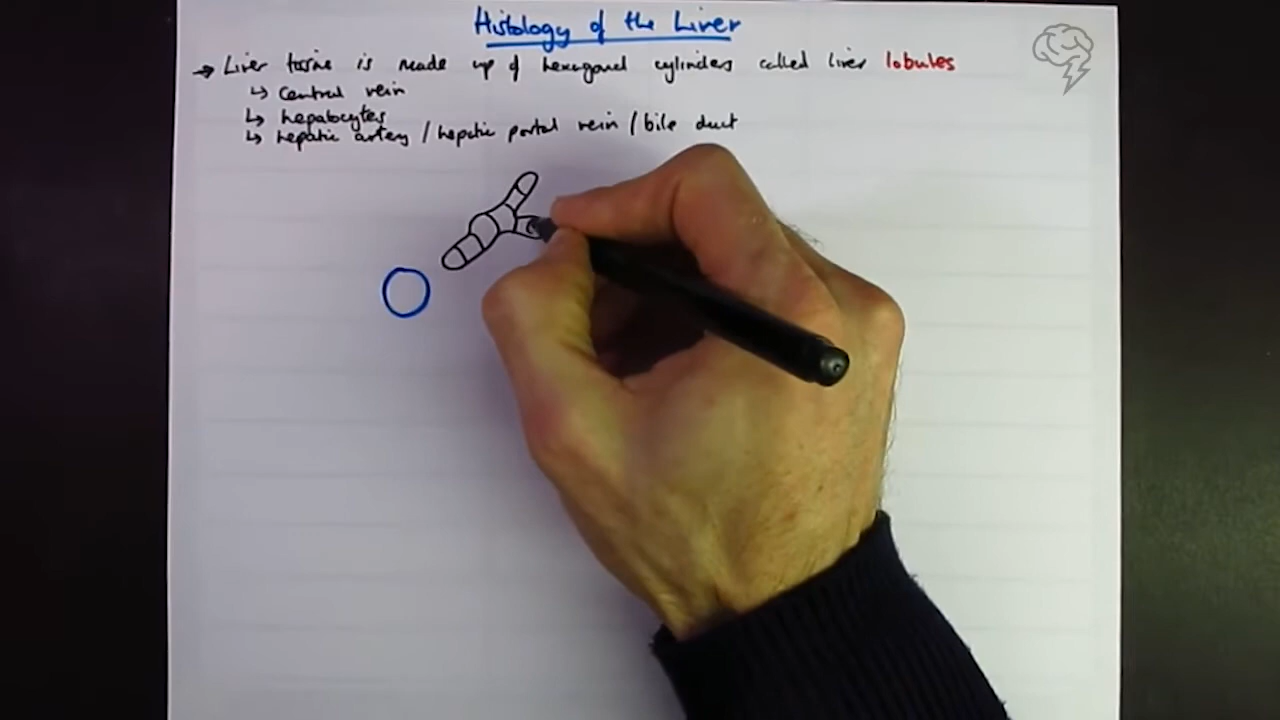 Histology of the Liver
→ Liver tissue is made up of hexagonal cylinders called liver lobules
↳ central vein
↳ hepatocytes
↳ hepatic artery / hepatic portal vein / bile duct